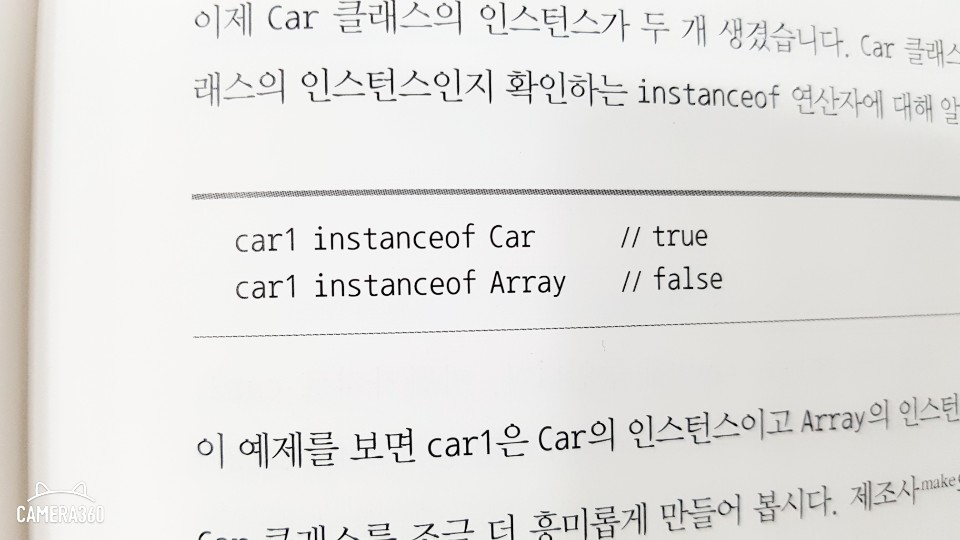 이제 Car 클래스의 인스턴스가 두 개 생겼습니다. Car 클래스
래스의 인스턴스인지 확인하는 instanceof 연산자에 대해 알
car1 instanceof Car // true
car1 instanceof Array // false
이 예제를 보면 car1은 Car의 인스턴스이고 Array의 인스턴
Car 클래스를 조금 더 흥미롭게 만들어 봅시다. 제조사make
CAMERA360